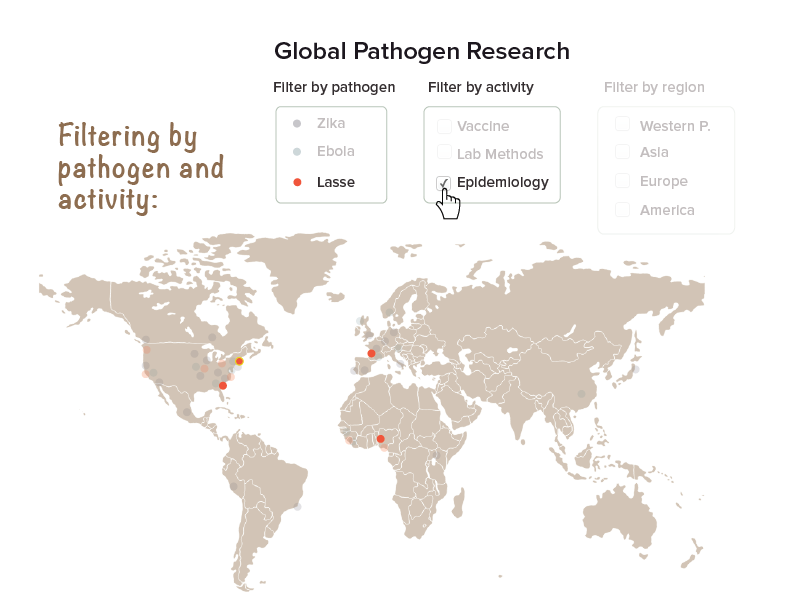 Global Pathogen Research
Filter by pathogen
Filter by activity
Filter by region
Zika
Ebola
Lasse
Vaccine
Lab Methods
Epidemiology
Western P.
Asia
Europe
America
Filtering by
pathogen and
activity: